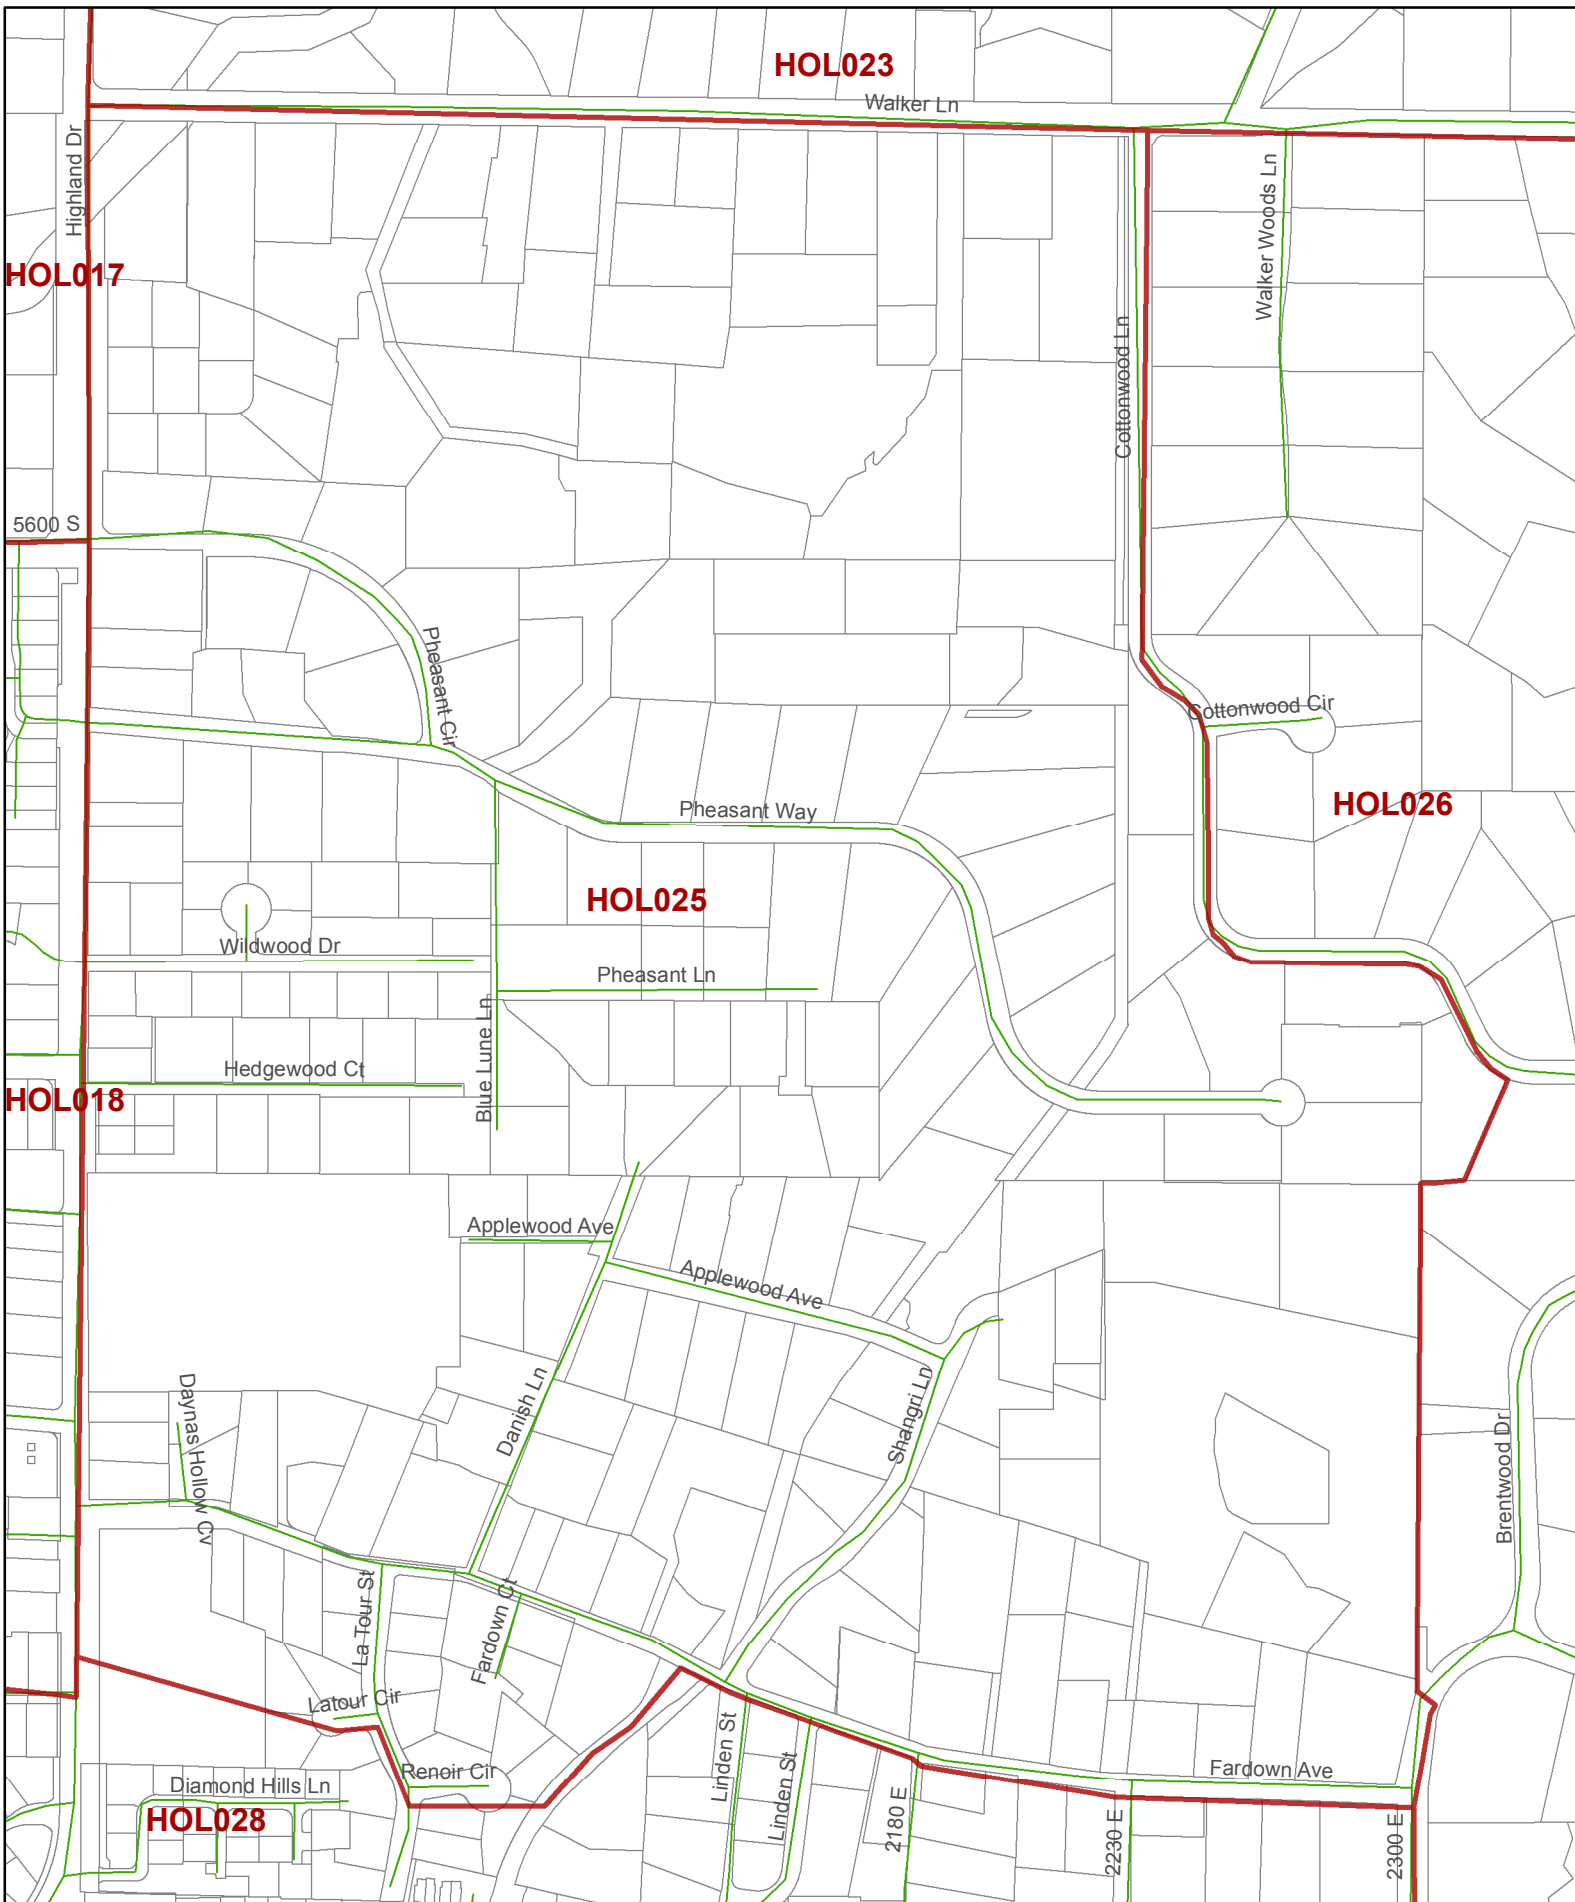 HOL023
Walker Ln
Highland Dr
Walker Woods Ln
HOL017
Cottonwood Ln
5600 S
Pheasant Cir
Cottonwood Cir
HOL026
Pheasant Way
HOL025
Wildwood Dr
Pheasant Ln
Blue Lune Ln
Hedgewood Ct
HOL018
Applewood Ave
Applewood Ave
Danish Ln
Shangri Ln
Daynas Hollow Cv
Brentwood Dr
La Tour St
Fardown Ct
Latour Cir
Linden St
Linden St
Renoir Cir
Fardown Ave
Diamond Hills Ln
HOL028
2180 E
2230 E
2300 E